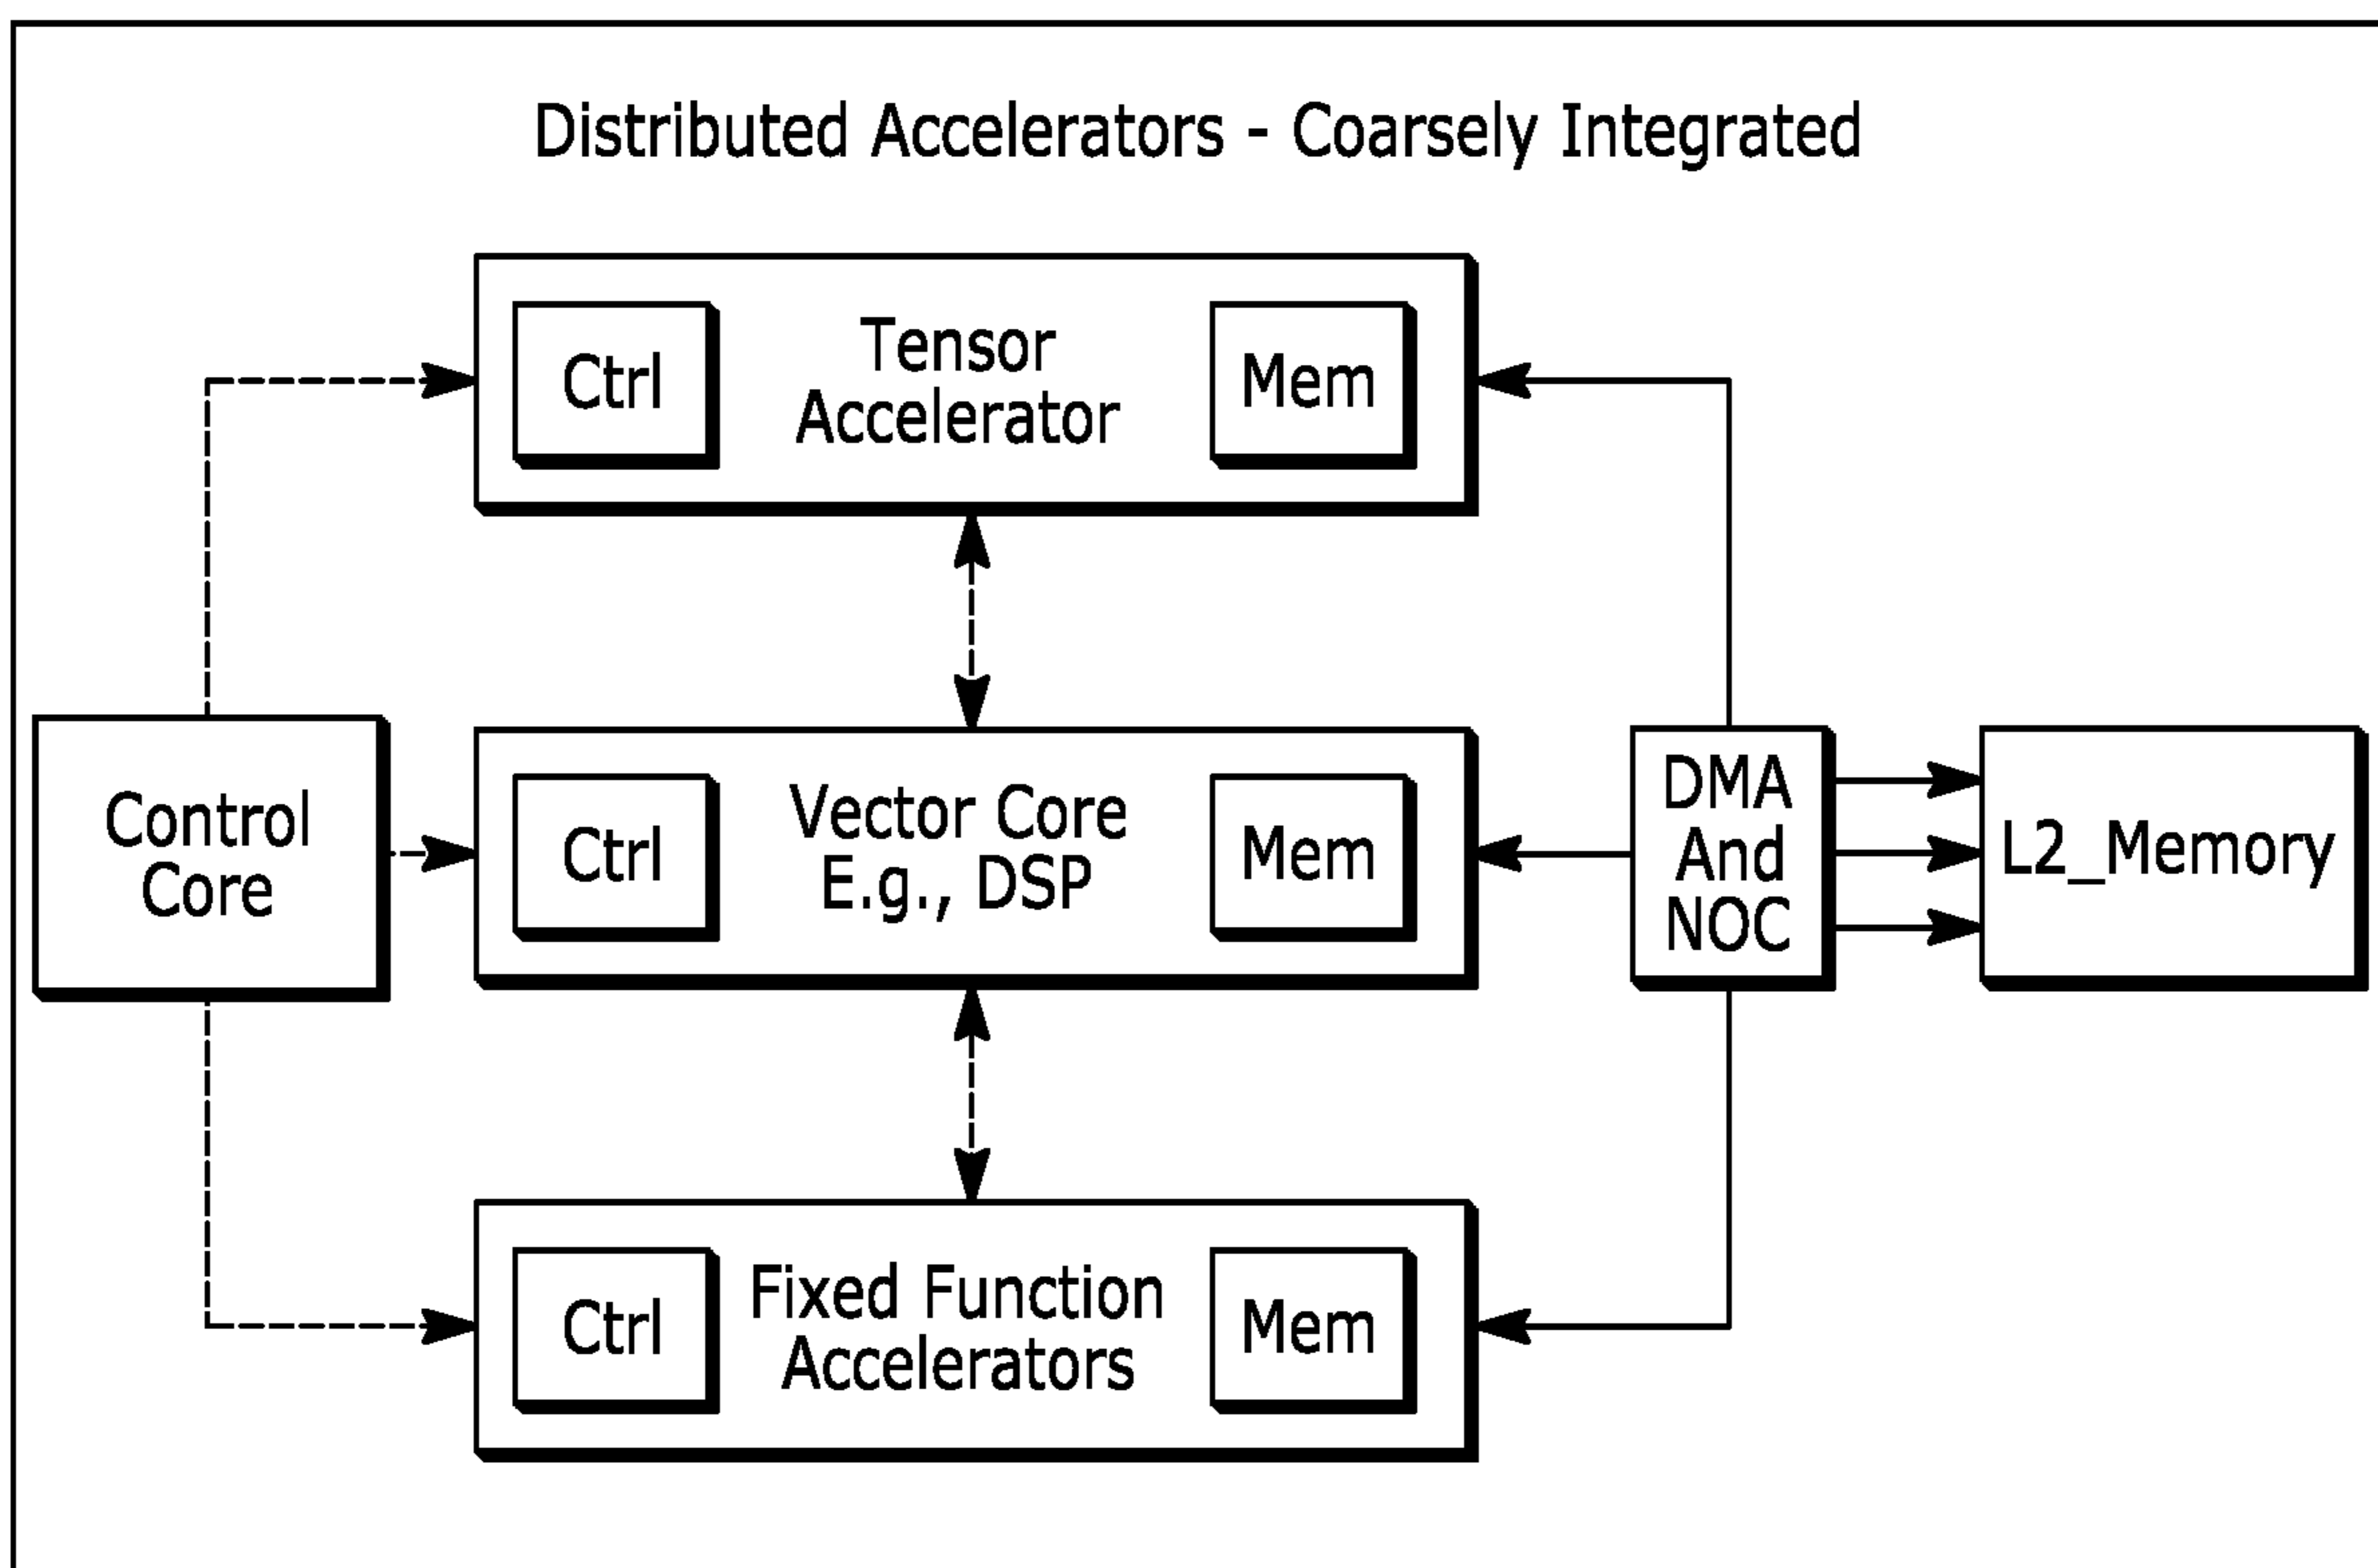 Distributed Accelerators - Coarsely Integrated
Ctrl
Tensor
Accelerator
Mem
Control
Core
Ctrl
Vector Core
E.g., DSP
Mem
DMA
And
NOC
L2_Memory
Ctrl
Fixed Function
Accelerators
Mem